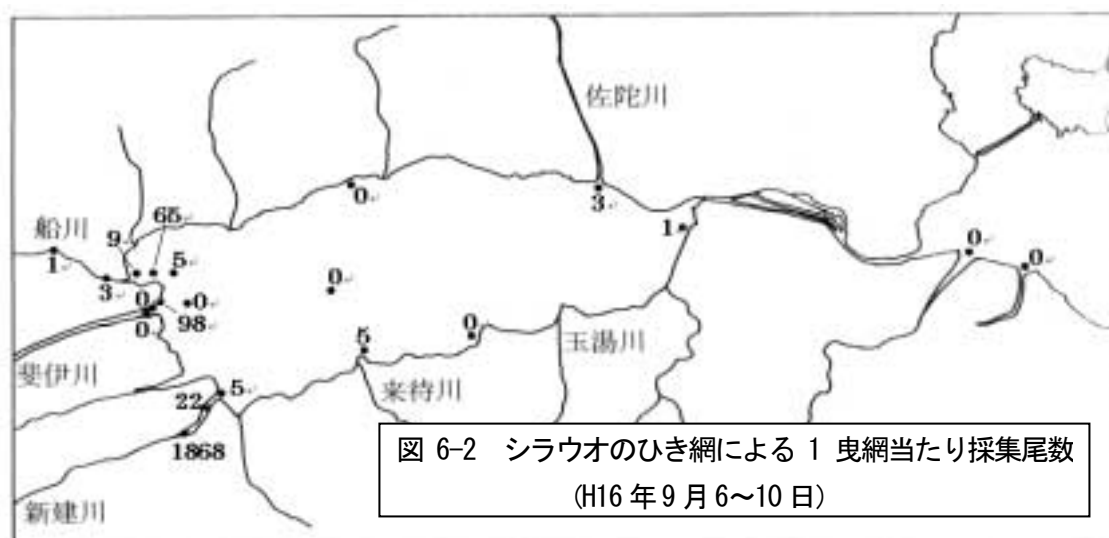 佐陀川
0
3
船川
9
65
1
5
0
0
1
3
0
0
0
98
0
5
0
玉湯川
斐伊川
来待川
5
22
1868
新建川
図 6-2 シラウオのひき網による 1 曳網当たり採集尾数
(H16 年 9 月 6～10 日)